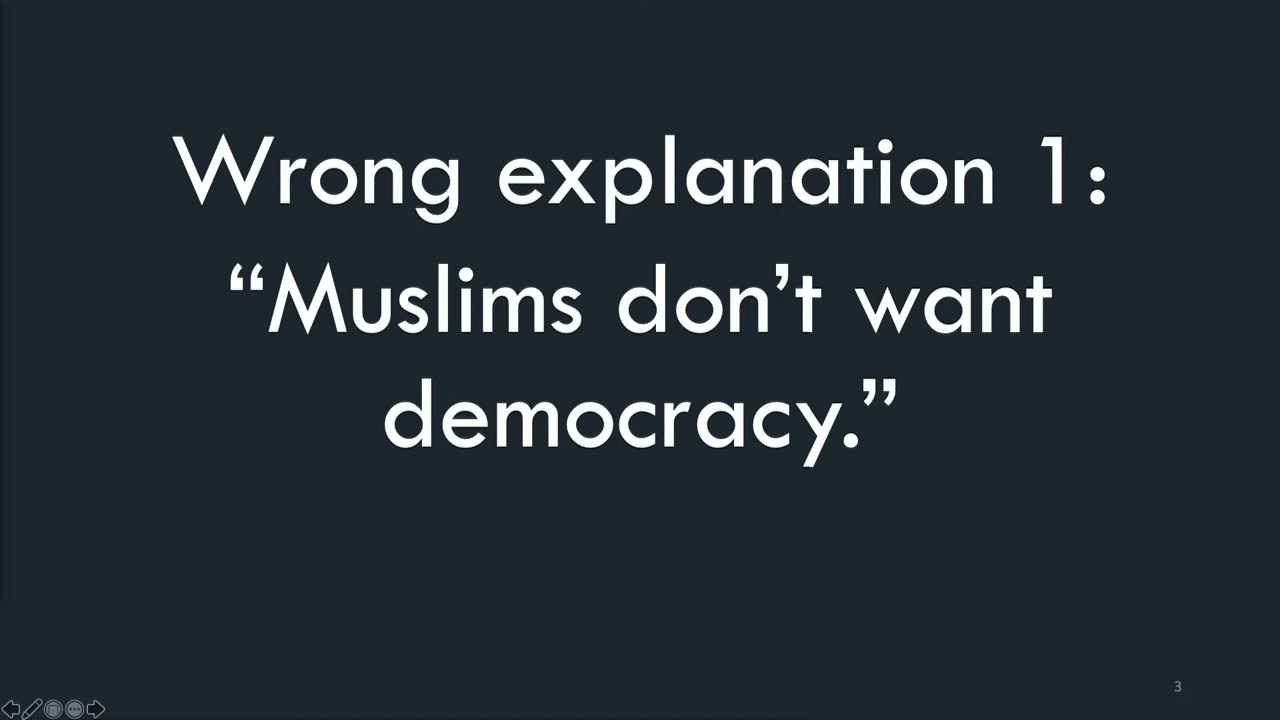 Wrong explanation 1:
“Muslims don’t want
democracy.”
3